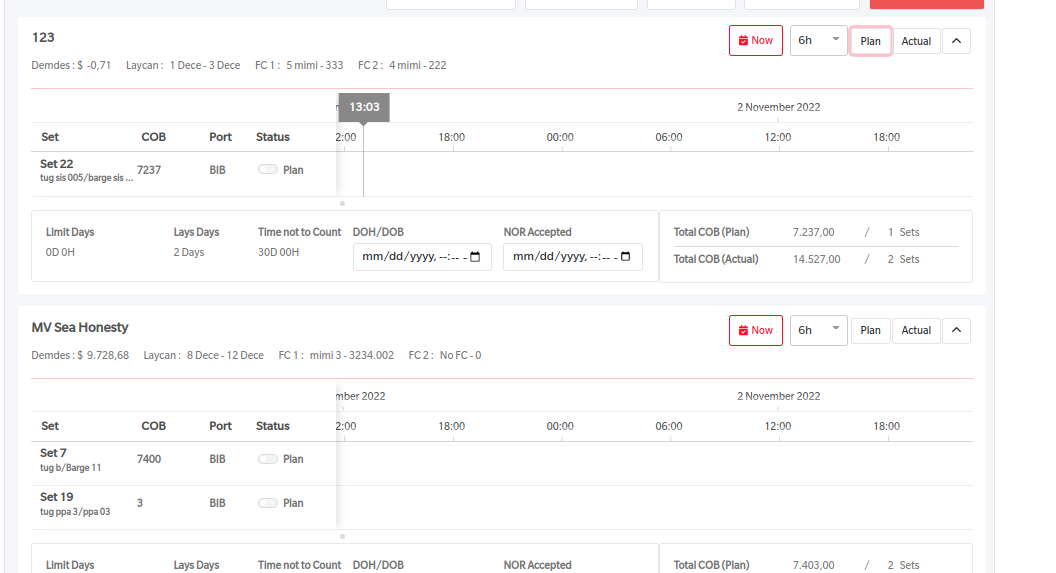 123
Now 6h Plan Actual
Demdes : $ -0,71 Laycan : 1 Dece - 3 Dece FC 1 : 5 mimi - 333 FC 2 : 4 mimi - 222
13:03 2 November 2022
Set COB Port Status 2:00 18:00 00:00 06:00 12:00 18:00
Set 22 7237 BIB Plan
tug sis 005/barge sis ...
Limit Days Lays Days Time not to Count DOH/DOB NOR Accepted Total COB (Plan) 7.237,00 / 1 Sets
0D 0H 2 Days 30D 00H mm/dd/yyyy, --:-- - mm/dd/yyyy, --:-- - Total COB (Actual) 14.527,00 / 2 Sets
MV Sea Honesty
Now 6h Plan Actual
Demdes : $ 9.728,68 Laycan : 8 Dece - 12 Dece FC 1 : mimi 3 - 3234.002 FC 2 : No FC - 0
mber 2022 2 November 2022
Set COB Port Status 2:00 18:00 00:00 06:00 12:00 18:00
Set 7 7400 BIB Plan
tug b/Barge 11
Set 19 3 BIB Plan
tug ppa 3/ppa 03
Limit Days Lays Days Time not to Count DOH/DOB NOR Accepted Total COB (Plan) 7.403,00 / 2 Sets